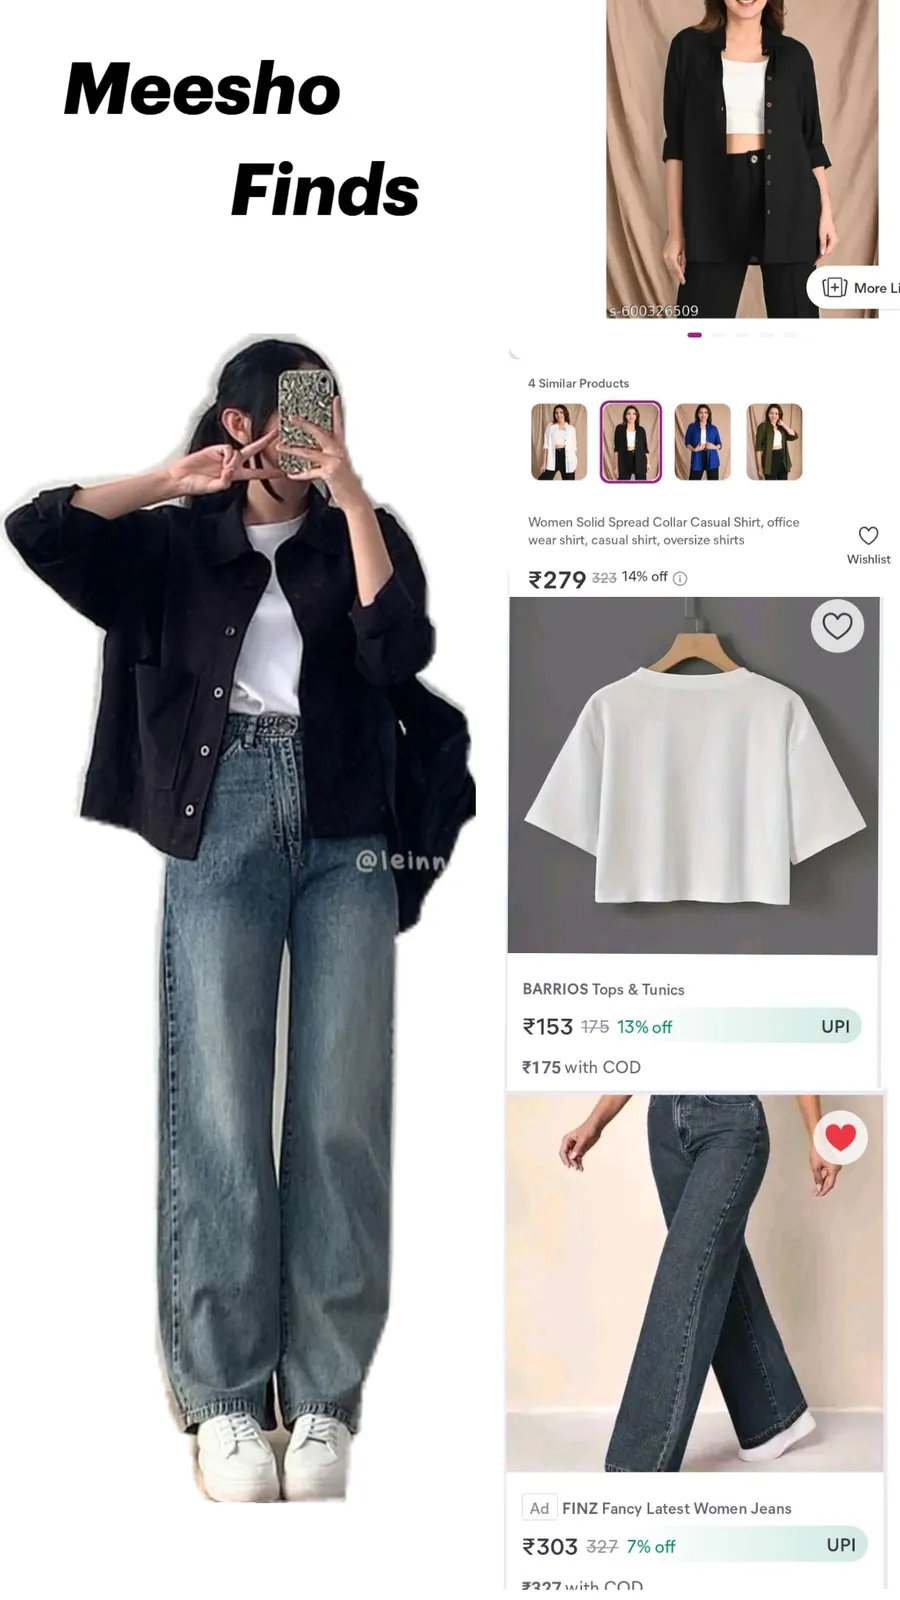 Meesho
Finds
More Li
s-600326509
4 Similar Products
Women Solid Spread Collar Casual Shirt, office
wear shirt, casual shirt, oversize shirts
Wishlist
₹279 323 14% off
@leinn
BARRIOS Tops & Tunics
₹153 175 13% off UPI
₹175 with COD
Ad FINZ Fancy Latest Women Jeans
₹303 327 7% off UPI
₹327 with COD